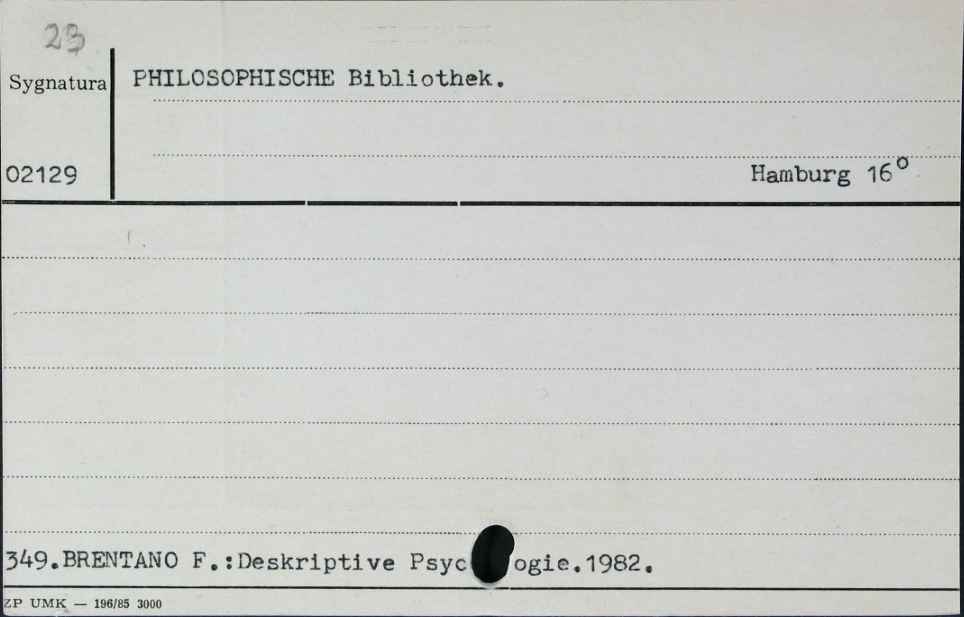 23
Sygnatura PHILOSOPHISCHE Bibliothek.
02129 Hamburg 16°
349.BRENTANO F.:Deskriptive Psyc ogie.1982.
ZP UMK — 196/85 3000